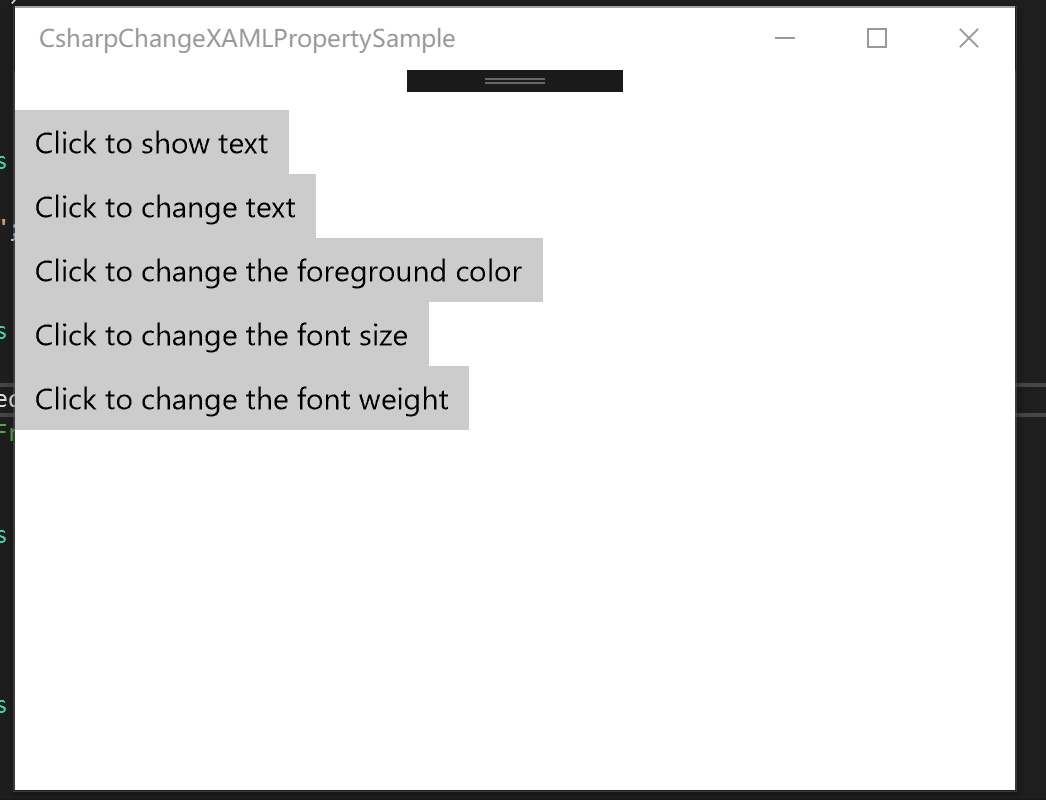 CsharpChangeXAMLPropertySample
Click to show text
Click to change text
Click to change the foreground color
Click to change the font size
Click to change the font weight